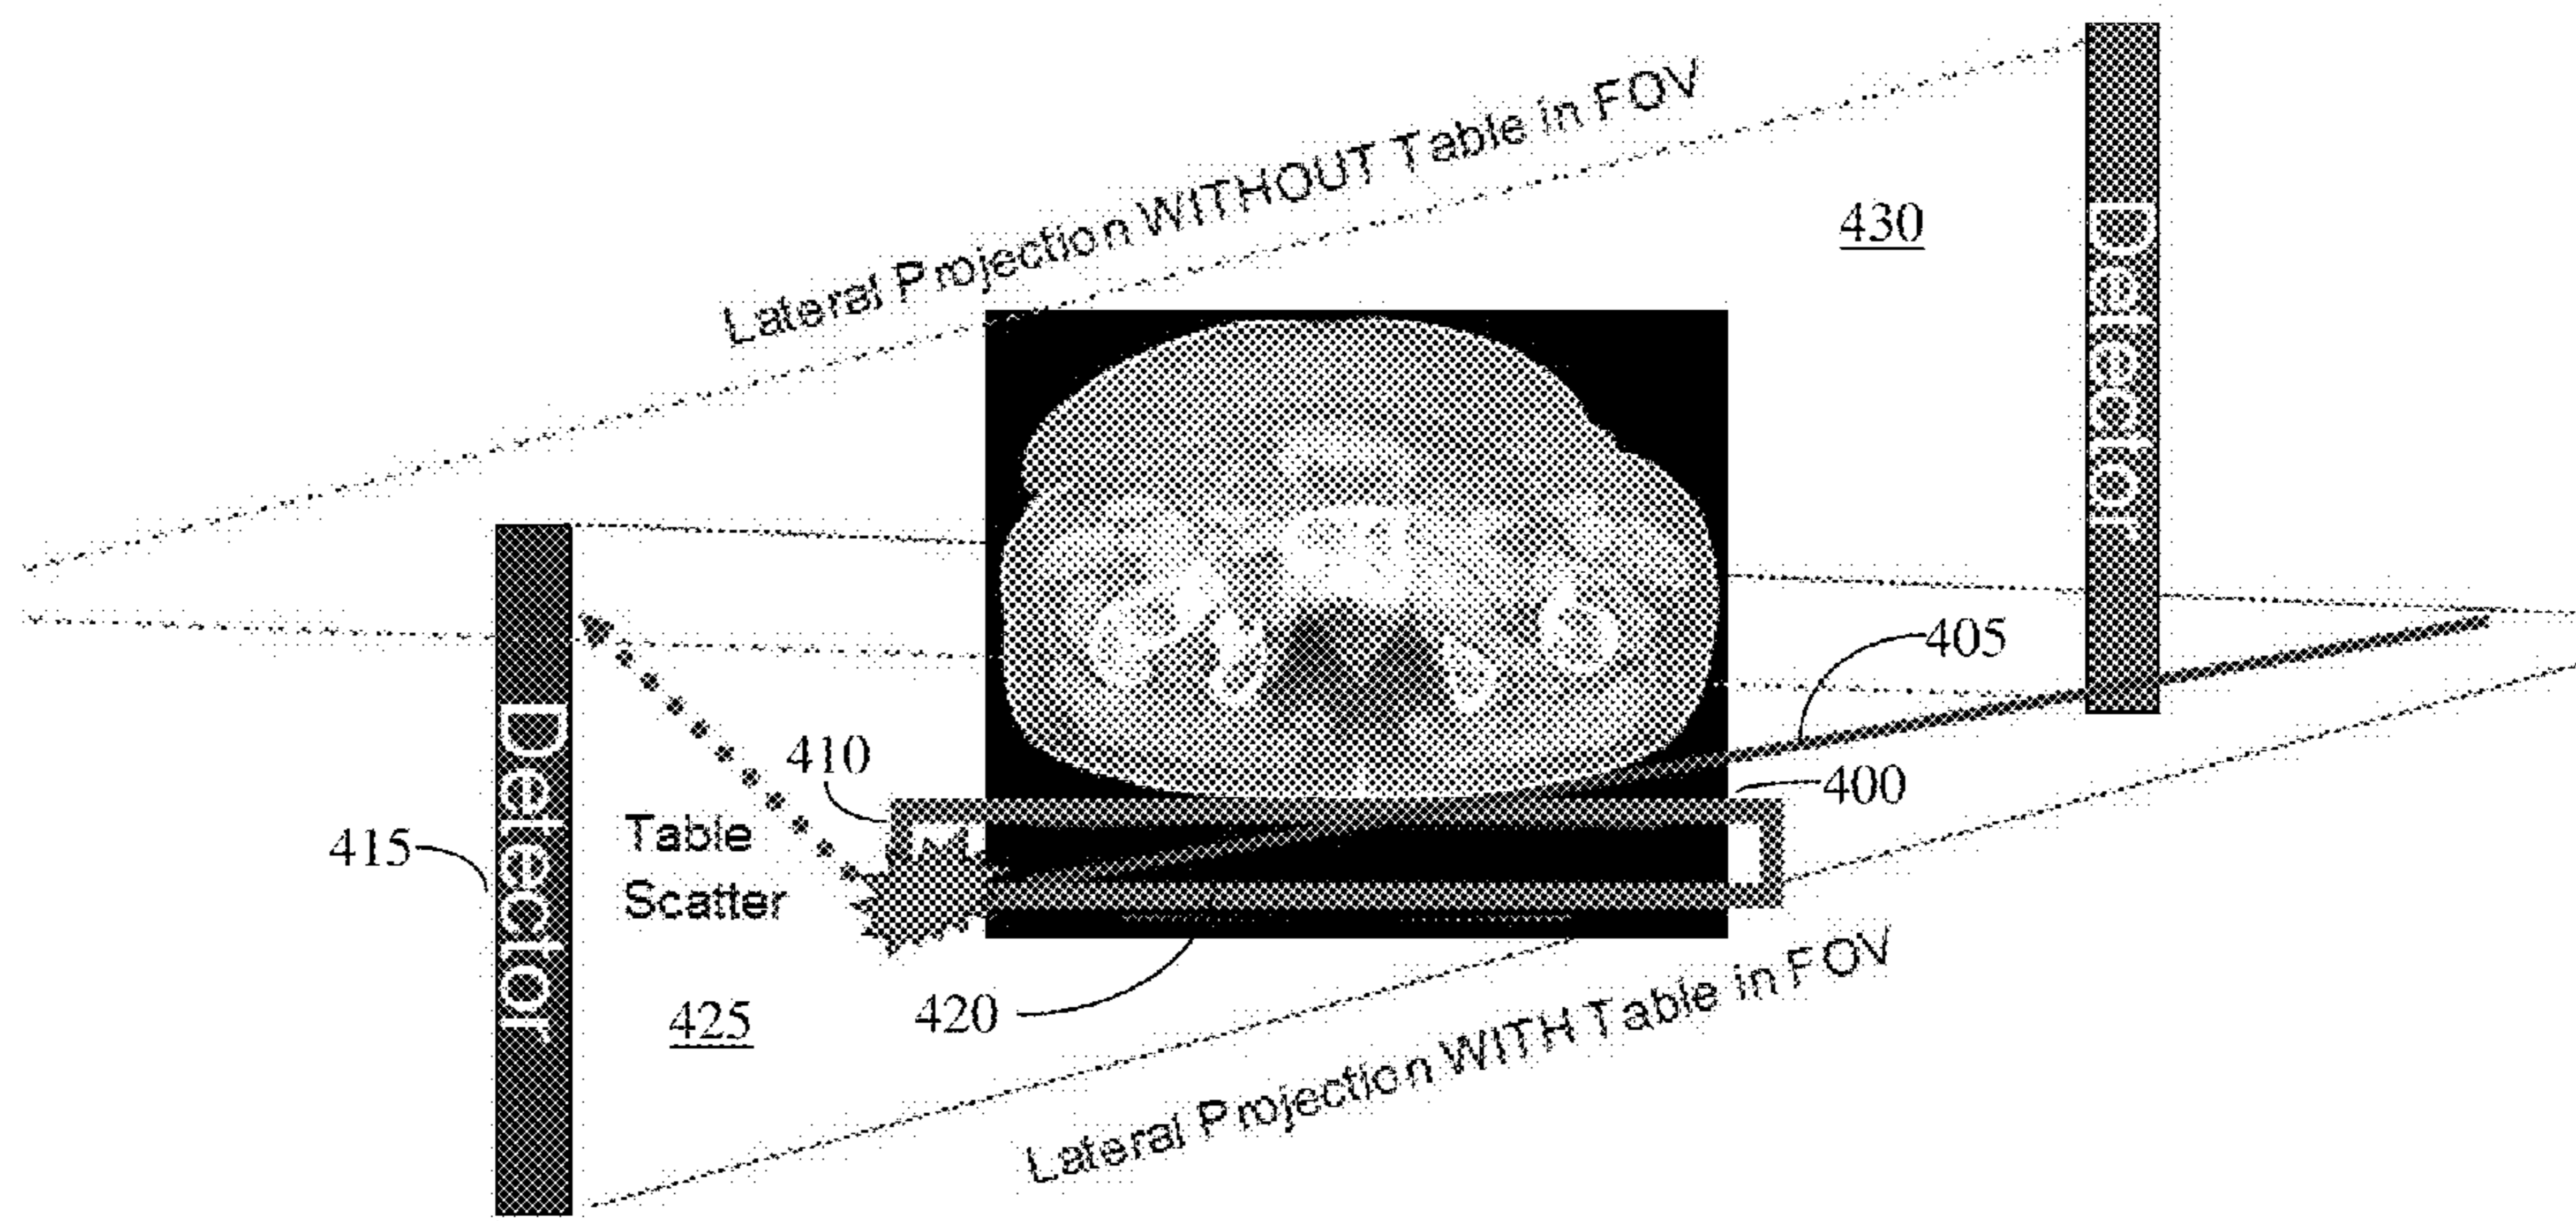 Lateral Projection WITHOUT Table in FOV
430
Detector
405
410
400
Table
Scatter
415
Detector
425
420
Lateral Projection WITH Table in FOV